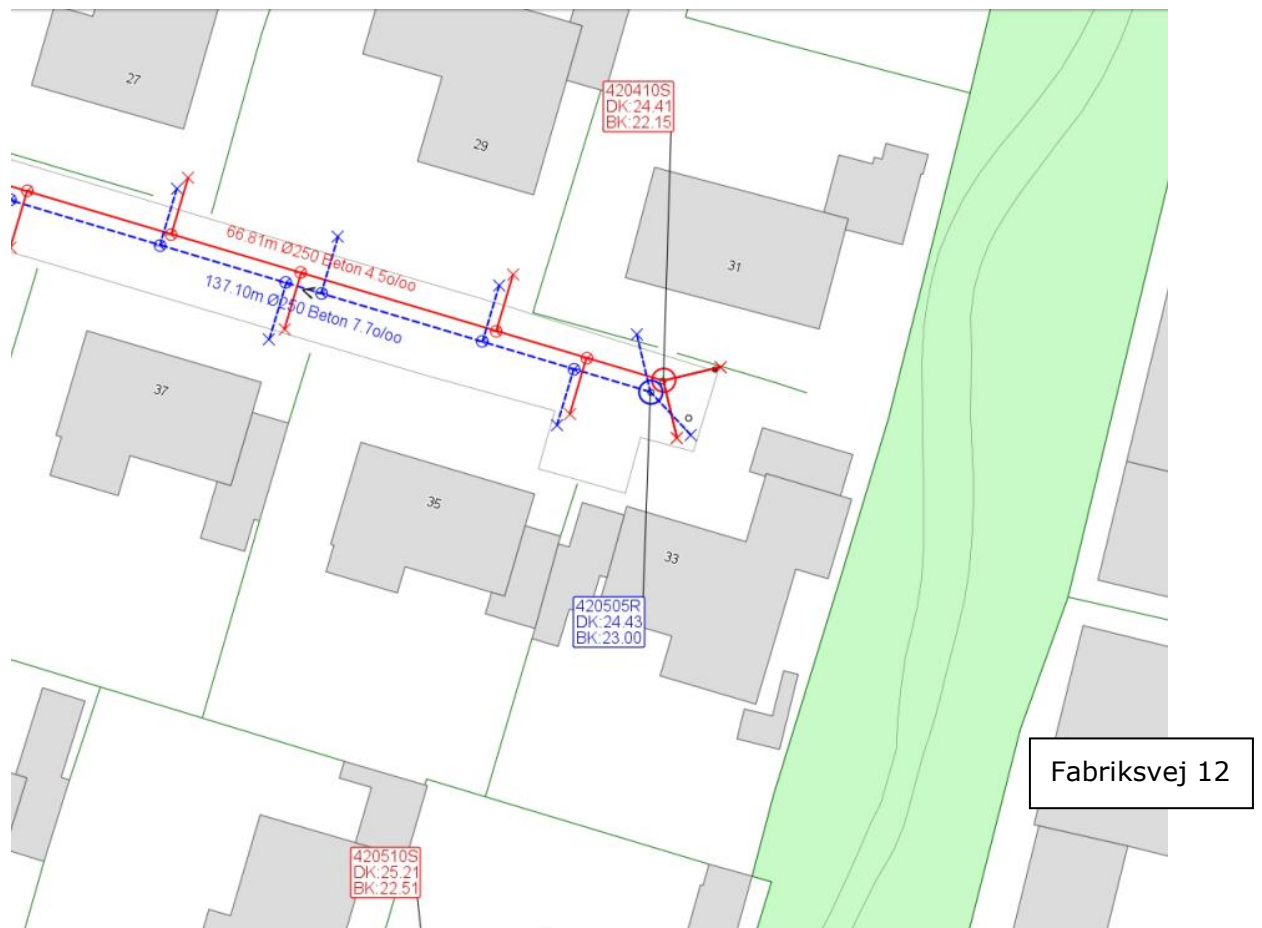 27
420410S
DK:24.41
BK:22.15
29
66.81m Ø250 Beton 4.5o/oo
31
137.10m Ø250 Beton 7.7o/oo
37
35
33
420505R
DK:24.43
BK:23.00
Fabriksvej 12
420510S
DK:25.21
BK:22.51